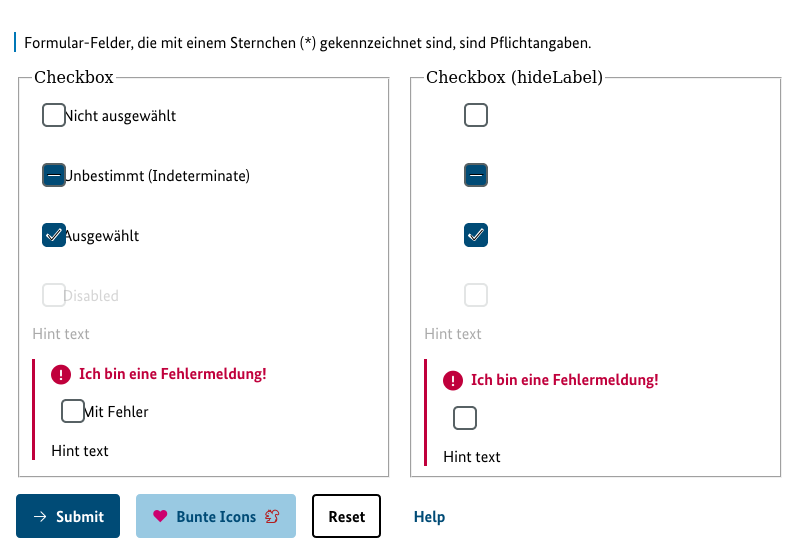 Formular-Felder, die mit einem Sternchen (*) gekennzeichnet sind, sind Pflichtangaben.
Checkbox
Nicht ausgewählt
Unbestimmt (Indeterminate)
Ausgewählt
Disabled
Hint text
Ich bin eine Fehlermeldung!
Mit Fehler
Hint text
Checkbox (hideLabel)
Hint text
Ich bin eine Fehlermeldung!
Hint text
Submit
Bunte Icons
Reset
Help